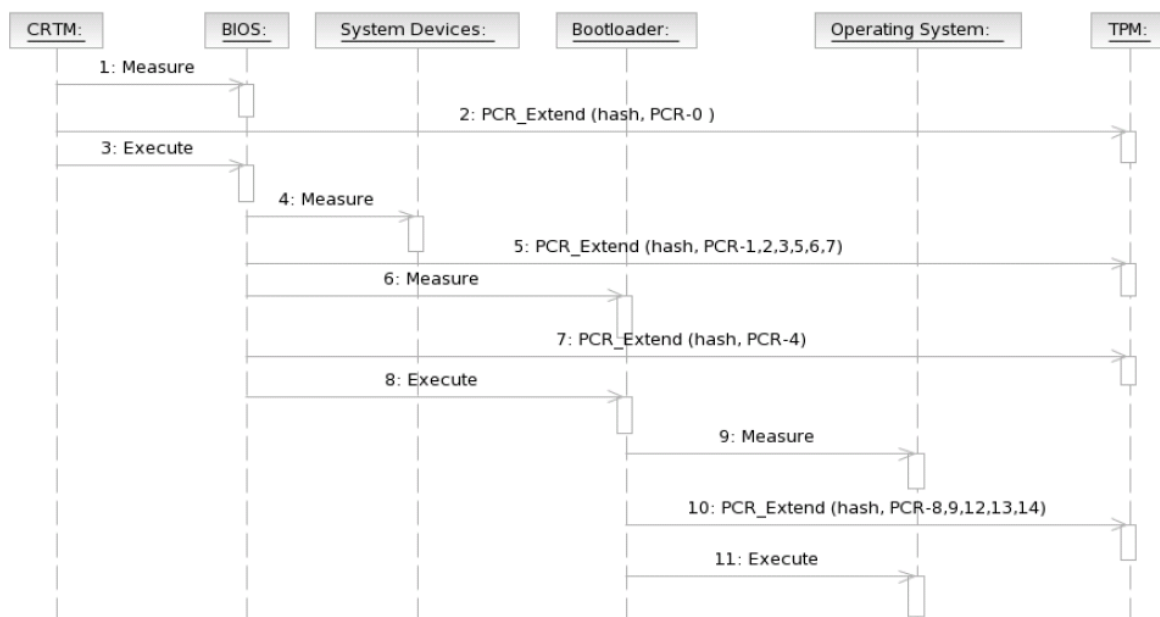 CRTM:
BIOS:
System Devices:
Bootloader:
Operating System:
TPM:
1: Measure
2: PCR_Extend (hash, PCR-0 )
3: Execute
4: Measure
5: PCR_Extend (hash, PCR-1,2,3,5,6,7)
6: Measure
7: PCR_Extend (hash, PCR-4)
8: Execute
9: Measure
10: PCR_Extend (hash, PCR-8,9,12,13,14)
11: Execute